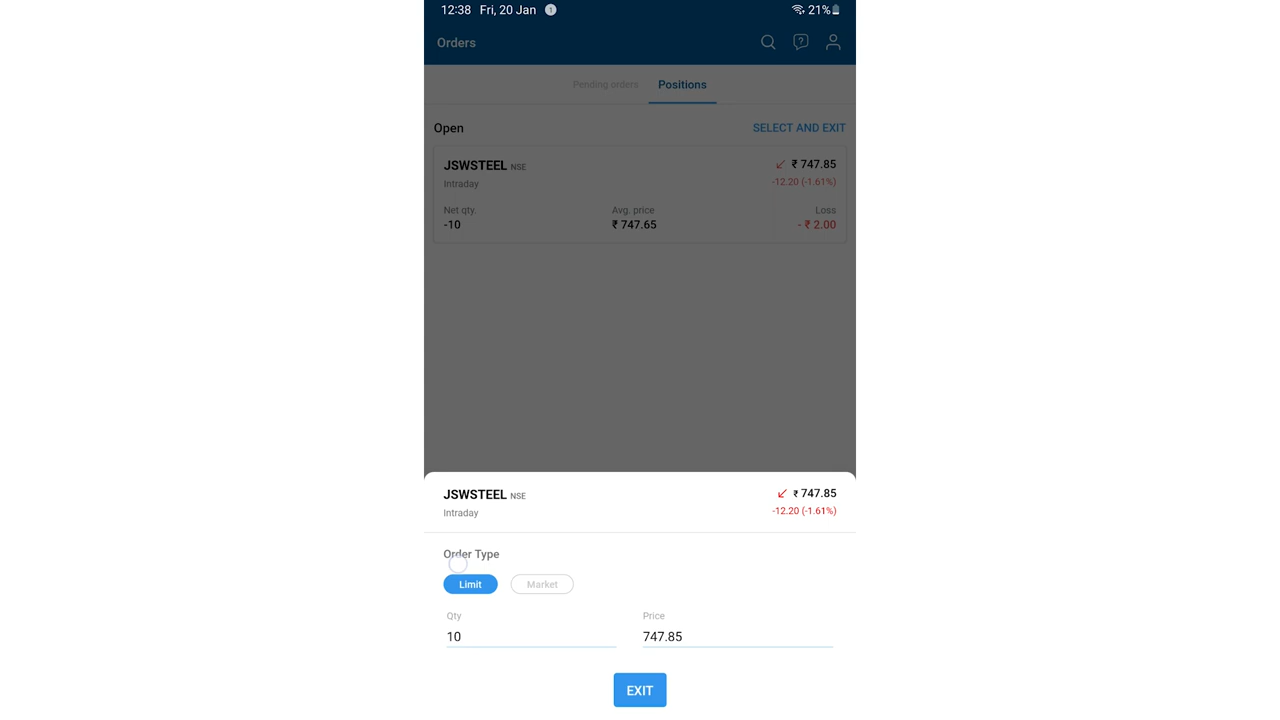 12:38 Fri, 20 Jan 1 21%
Orders
Pending orders Positions
Open SELECT AND EXIT
JSWSTEEL NSE ₹ 747.85
Intraday -12.20 (-1.61%)
Net qty. Avg. price Loss
-10 ₹ 747.65 - ₹ 2.00
JSWSTEEL NSE ₹ 747.85
Intraday -12.20 (-1.61%)
Order Type
Limit Market
Qty Price
10 747.85
EXIT